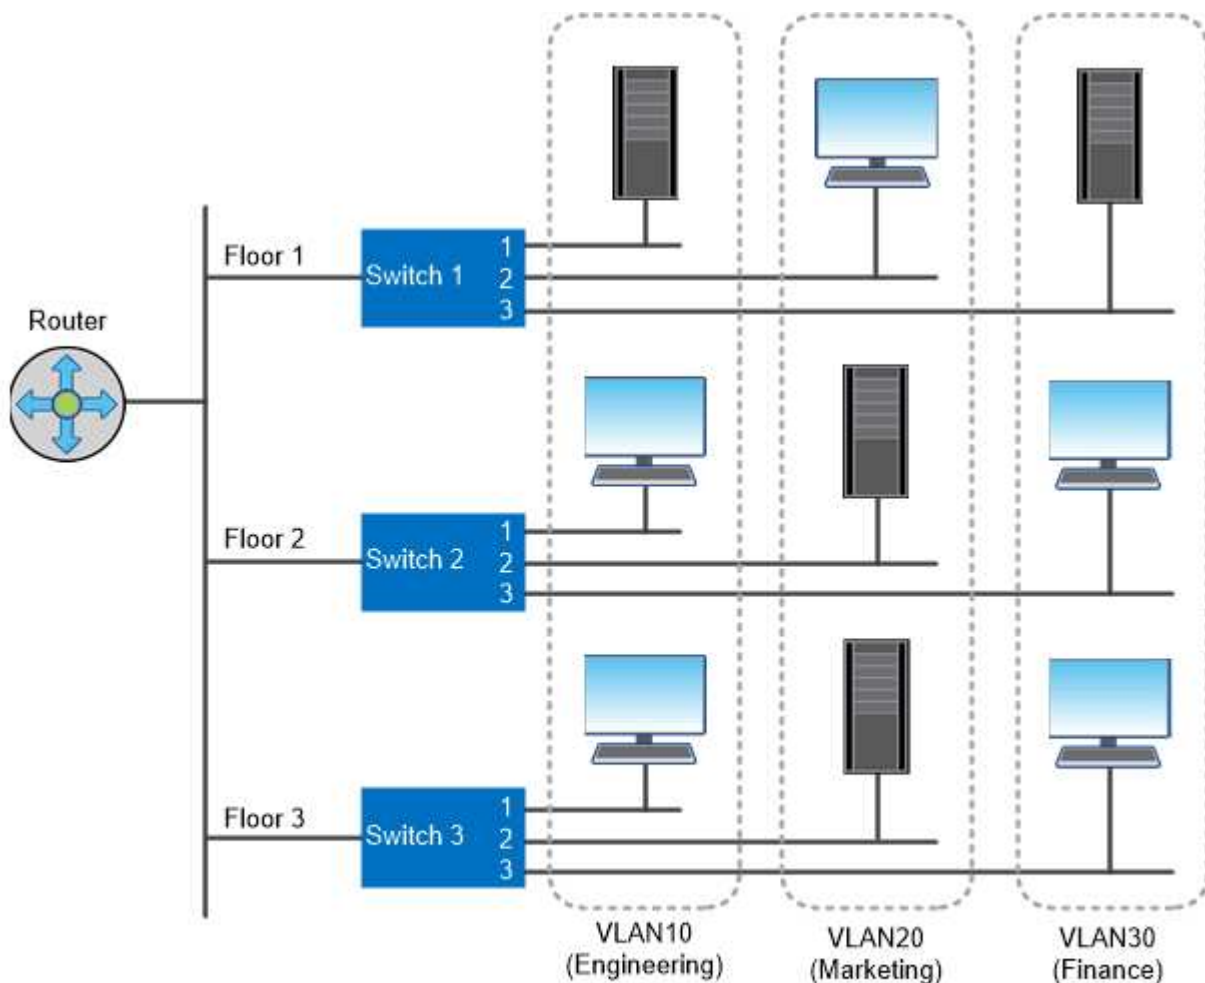 Router
Floor 1
Switch 1
1
2
3
Floor 2
Switch 2
1
2
3
Floor 3
Switch 3
1
2
3
VLAN10
(Engineering)
VLAN20
(Marketing)
VLAN30
(Finance)